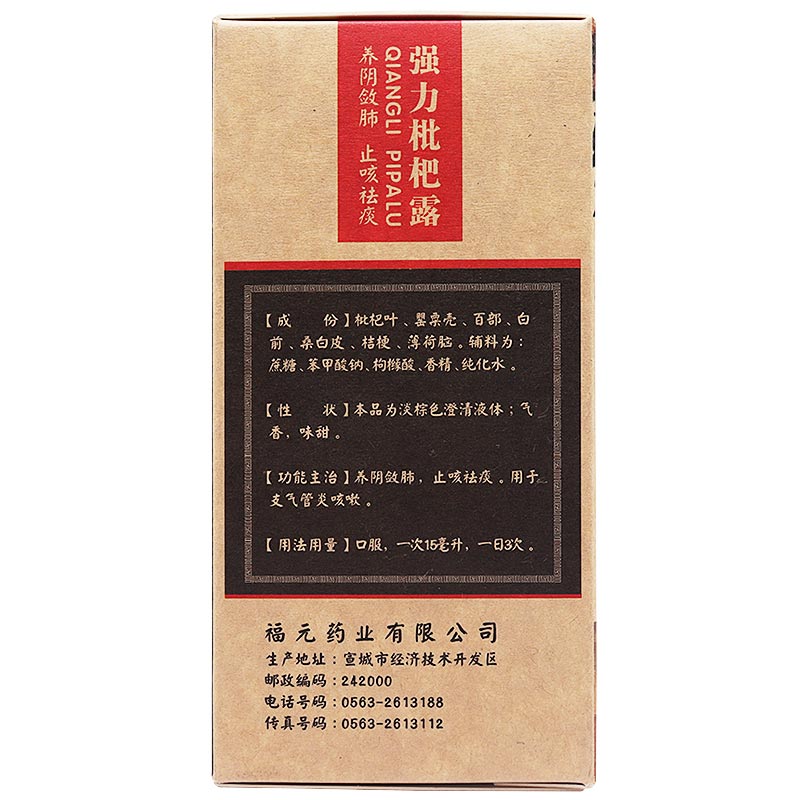 强力枇杷露
QIANGLI PIPALU
养阴敛肺 止咳祛痰
【成 份】枇杷叶、罂粟壳、百部、白
前、桑白皮、桔梗、薄荷脑。辅料为：
蔗糖、苯甲酸钠、枸橼酸、香精、纯化水。
【性 状】本品为淡棕色澄清液体；气
香，味甜。
【功能主治】养阴敛肺，止咳祛痰。用于
支气管炎咳嗽。
【用法用量】口服，一次15毫升，一日3次。
福元药业有限公司
生产地址：宣城市经济技术开发区
邮政编码：242000
电话号码：0563-2613188
传真号码：0563-2613112